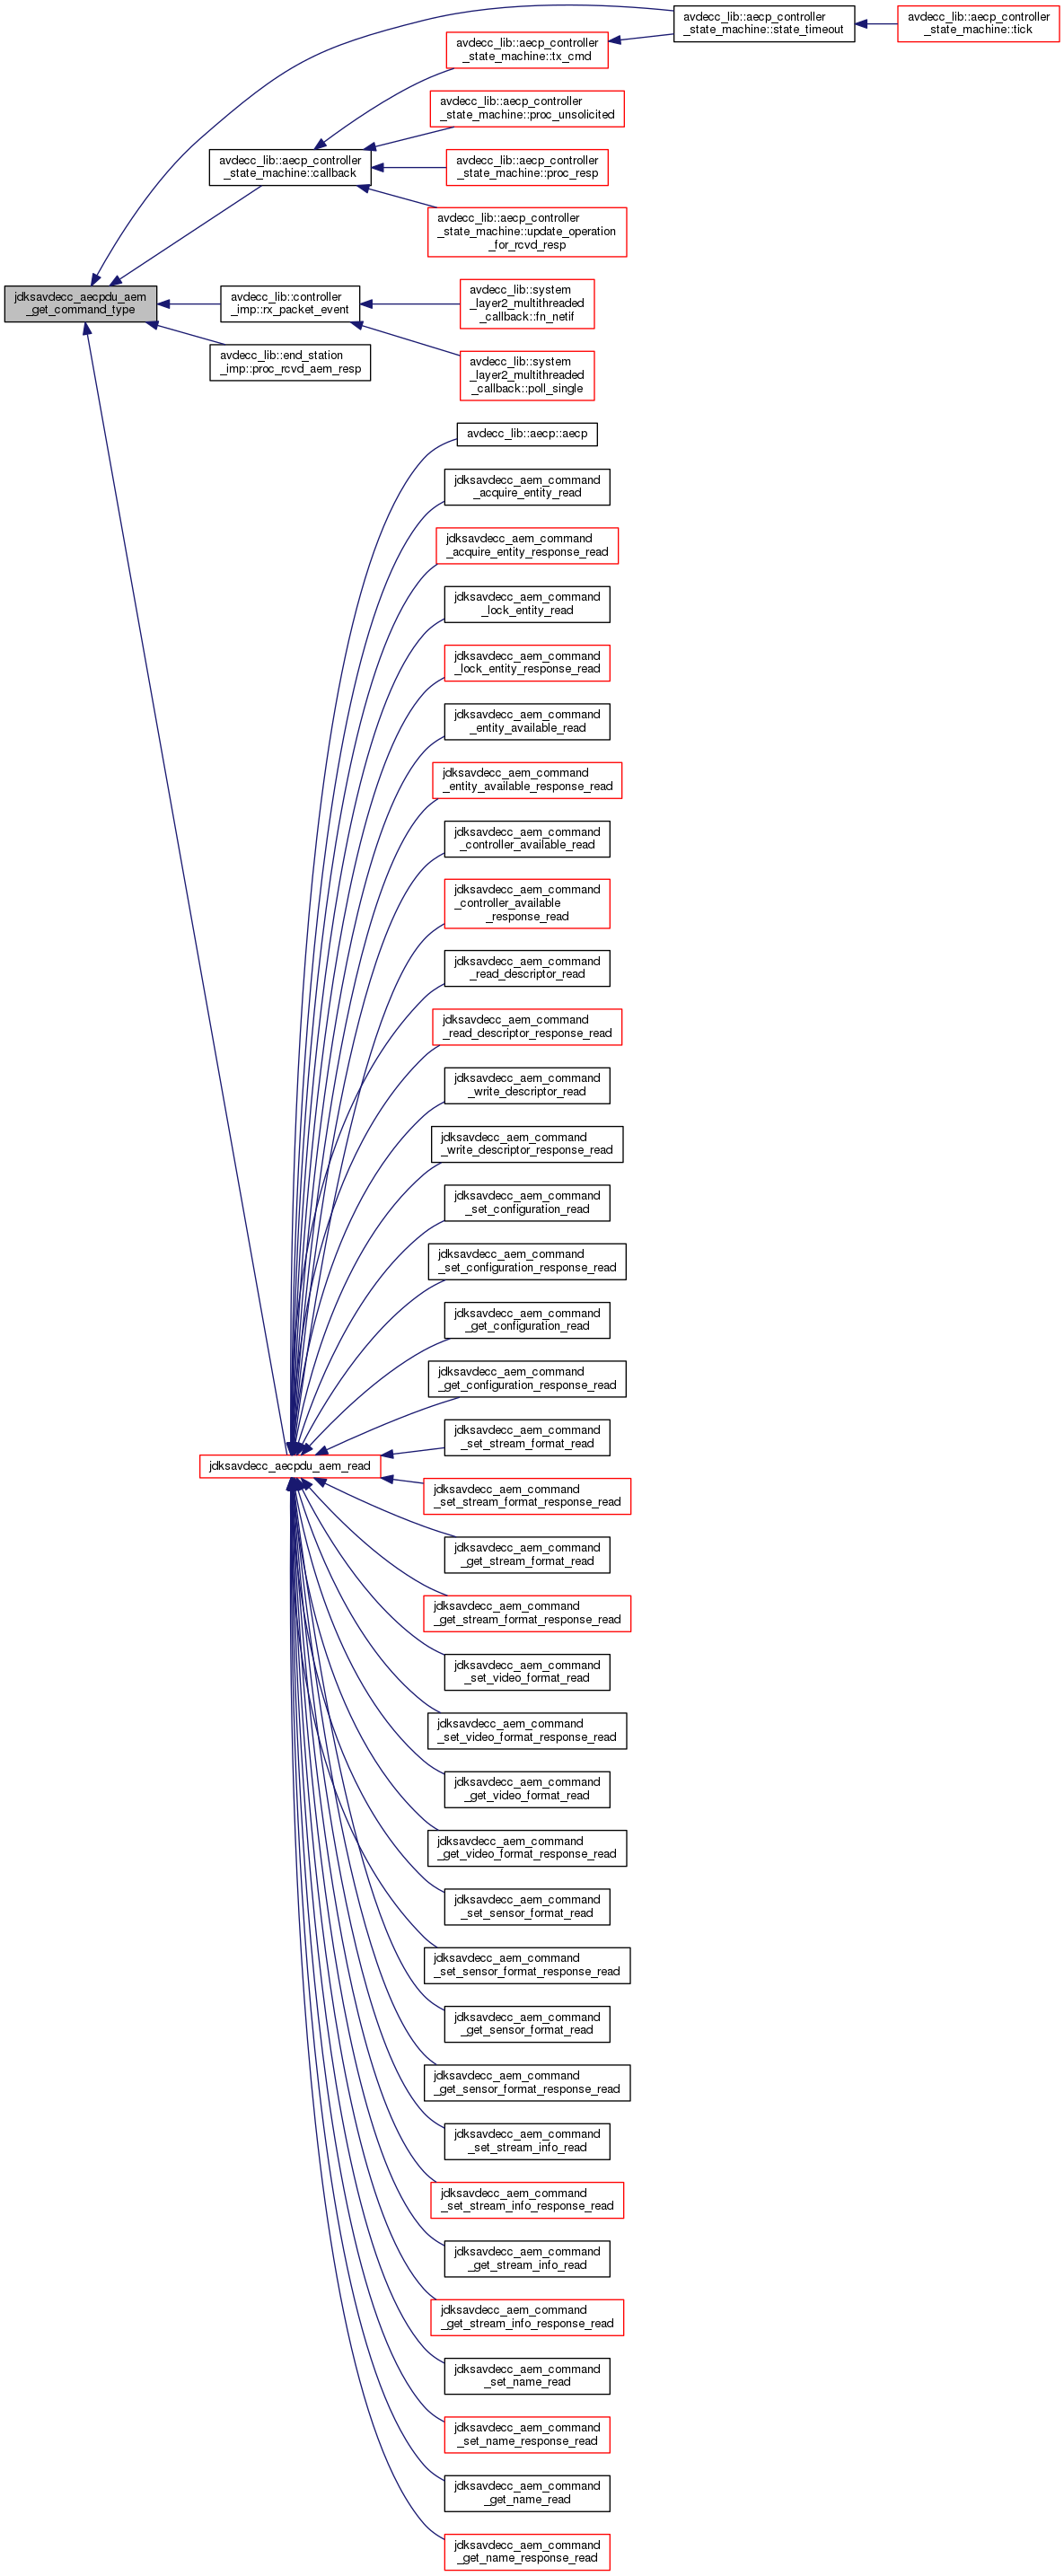 avdecc_lib::aecp_controller
_state_machine::state_timeout
avdecc_lib::aecp_controller
_state_machine::tick
avdecc_lib::aecp_controller
_state_machine::tx_cmd
avdecc_lib::aecp_controller
_state_machine::proc_unsolicited
avdecc_lib::aecp_controller
_state_machine::callback
avdecc_lib::aecp_controller
_state_machine::proc_resp
avdecc_lib::aecp_controller
_state_machine::update_operation
_for_rcvd_resp
jdksavdecc_aecpdu_aem
_get_command_type
avdecc_lib::controller
_imp::rx_packet_event
avdecc_lib::system
_layer2_multithreaded
_callback::fn_netif
avdecc_lib::end_station
_imp::proc_rcvd_aem_resp
avdecc_lib::system
_layer2_multithreaded
_callback::poll_single
avdecc_lib::aecp::aecp
jdksavdecc_aem_command
_acquire_entity_read
jdksavdecc_aem_command
_acquire_entity_response_read
jdksavdecc_aem_command
_lock_entity_read
jdksavdecc_aem_command
_lock_entity_response_read
jdksavdecc_aem_command
_entity_available_read
jdksavdecc_aem_command
_entity_available_response_read
jdksavdecc_aem_command
_controller_available_read
jdksavdecc_aem_command
_controller_available
_response_read
jdksavdecc_aem_command
_read_descriptor_read
jdksavdecc_aem_command
_read_descriptor_response_read
jdksavdecc_aem_command
_write_descriptor_read
jdksavdecc_aem_command
_write_descriptor_response_read
jdksavdecc_aem_command
_set_configuration_read
jdksavdecc_aem_command
_set_configuration_response_read
jdksavdecc_aem_command
_get_configuration_read
jdksavdecc_aem_command
_get_configuration_response_read
jdksavdecc_aem_command
_set_stream_format_read
jdksavdecc_aecpdu_aem_read
jdksavdecc_aem_command
_set_stream_format_response_read
jdksavdecc_aem_command
_get_stream_format_read
jdksavdecc_aem_command
_get_stream_format_response_read
jdksavdecc_aem_command
_set_video_format_read
jdksavdecc_aem_command
_set_video_format_response_read
jdksavdecc_aem_command
_get_video_format_read
jdksavdecc_aem_command
_get_video_format_response_read
jdksavdecc_aem_command
_set_sensor_format_read
jdksavdecc_aem_command
_set_sensor_format_response_read
jdksavdecc_aem_command
_get_sensor_format_read
jdksavdecc_aem_command
_get_sensor_format_response_read
jdksavdecc_aem_command
_set_stream_info_read
jdksavdecc_aem_command
_set_stream_info_response_read
jdksavdecc_aem_command
_get_stream_info_read
jdksavdecc_aem_command
_get_stream_info_response_read
jdksavdecc_aem_command
_set_name_read
jdksavdecc_aem_command
_set_name_response_read
jdksavdecc_aem_command
_get_name_read
jdksavdecc_aem_command
_get_name_response_read